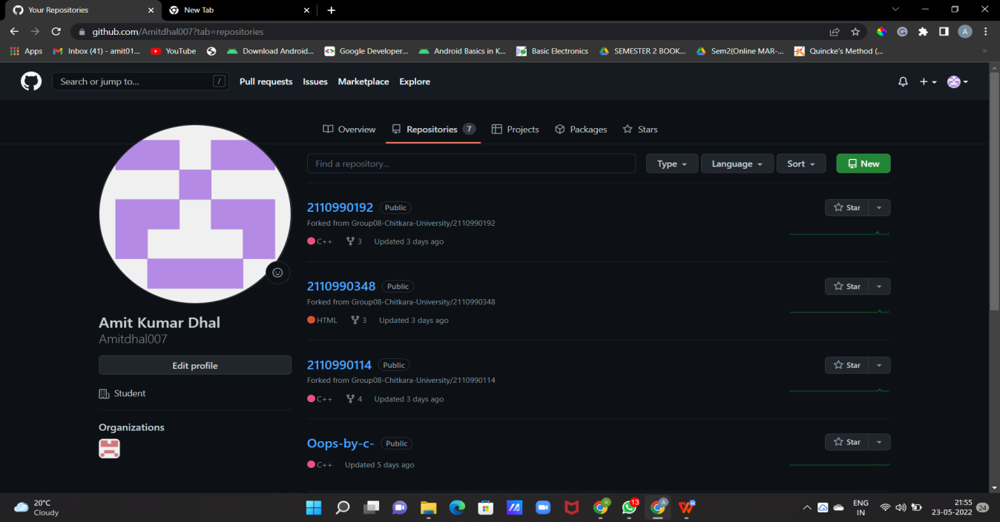 Your Repositories
New Tab
github.com/Amitdhal007?tab=repositories
A
Apps
Inbox (41) - amit01...
YouTube
Download Android...
Google Developer...
Android Basics in K...
Basic Electronics
SEMESTER 2 BOOK...
Sem2(Online MAR-...
Quincke's Method (...
»
Search or jump to...
/
Pull requests
Issues
Marketplace
Explore
Overview
Repositories 7
Projects
Packages
Stars
Find a repository...
Type
Language
Sort
New
2110990192 Public
Star
Forked from Group08-Chitkara-University/2110990192
C++ 3 Updated 3 days ago
2110990348 Public
Star
Forked from Group08-Chitkara-University/2110990348
HTML 3 Updated 3 days ago
2110990114 Public
Star
Forked from Group08-Chitkara-University/2110990114
C++ 4 Updated 3 days ago
Oops-by-c- Public
Star
C++ Updated 5 days ago
Amit Kumar Dhal
Amitdhal007
Edit profile
Student
Organizations
20°C
Cloudy
u
13
A
ENG
IN
21:55
23-05-2022
24